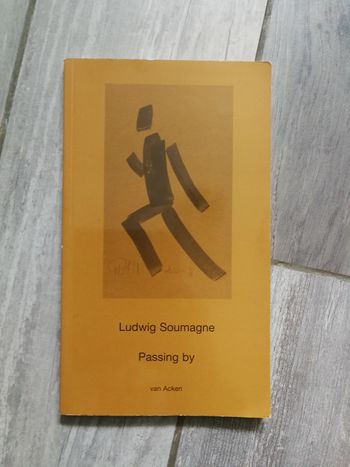 Ludwig Soumagne
Passing by
van Acken